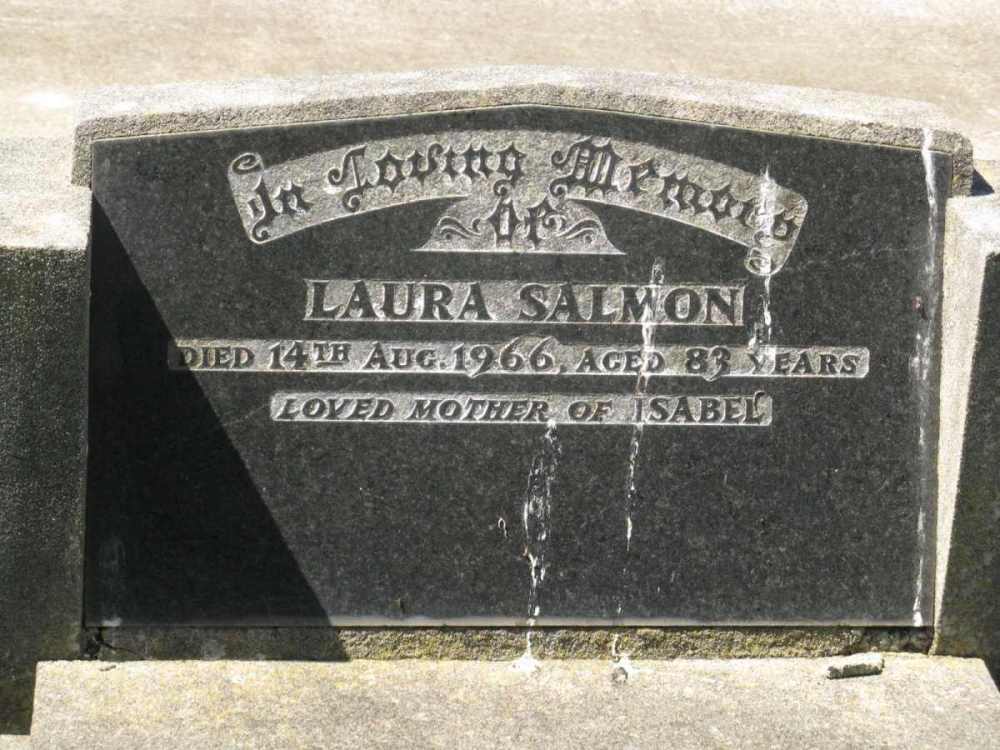 In Loving Memory
Of
LAURA SALMON
DIED 14TH AUG. 1966, AGED 83 YEARS
LOVED MOTHER OF ISABEL